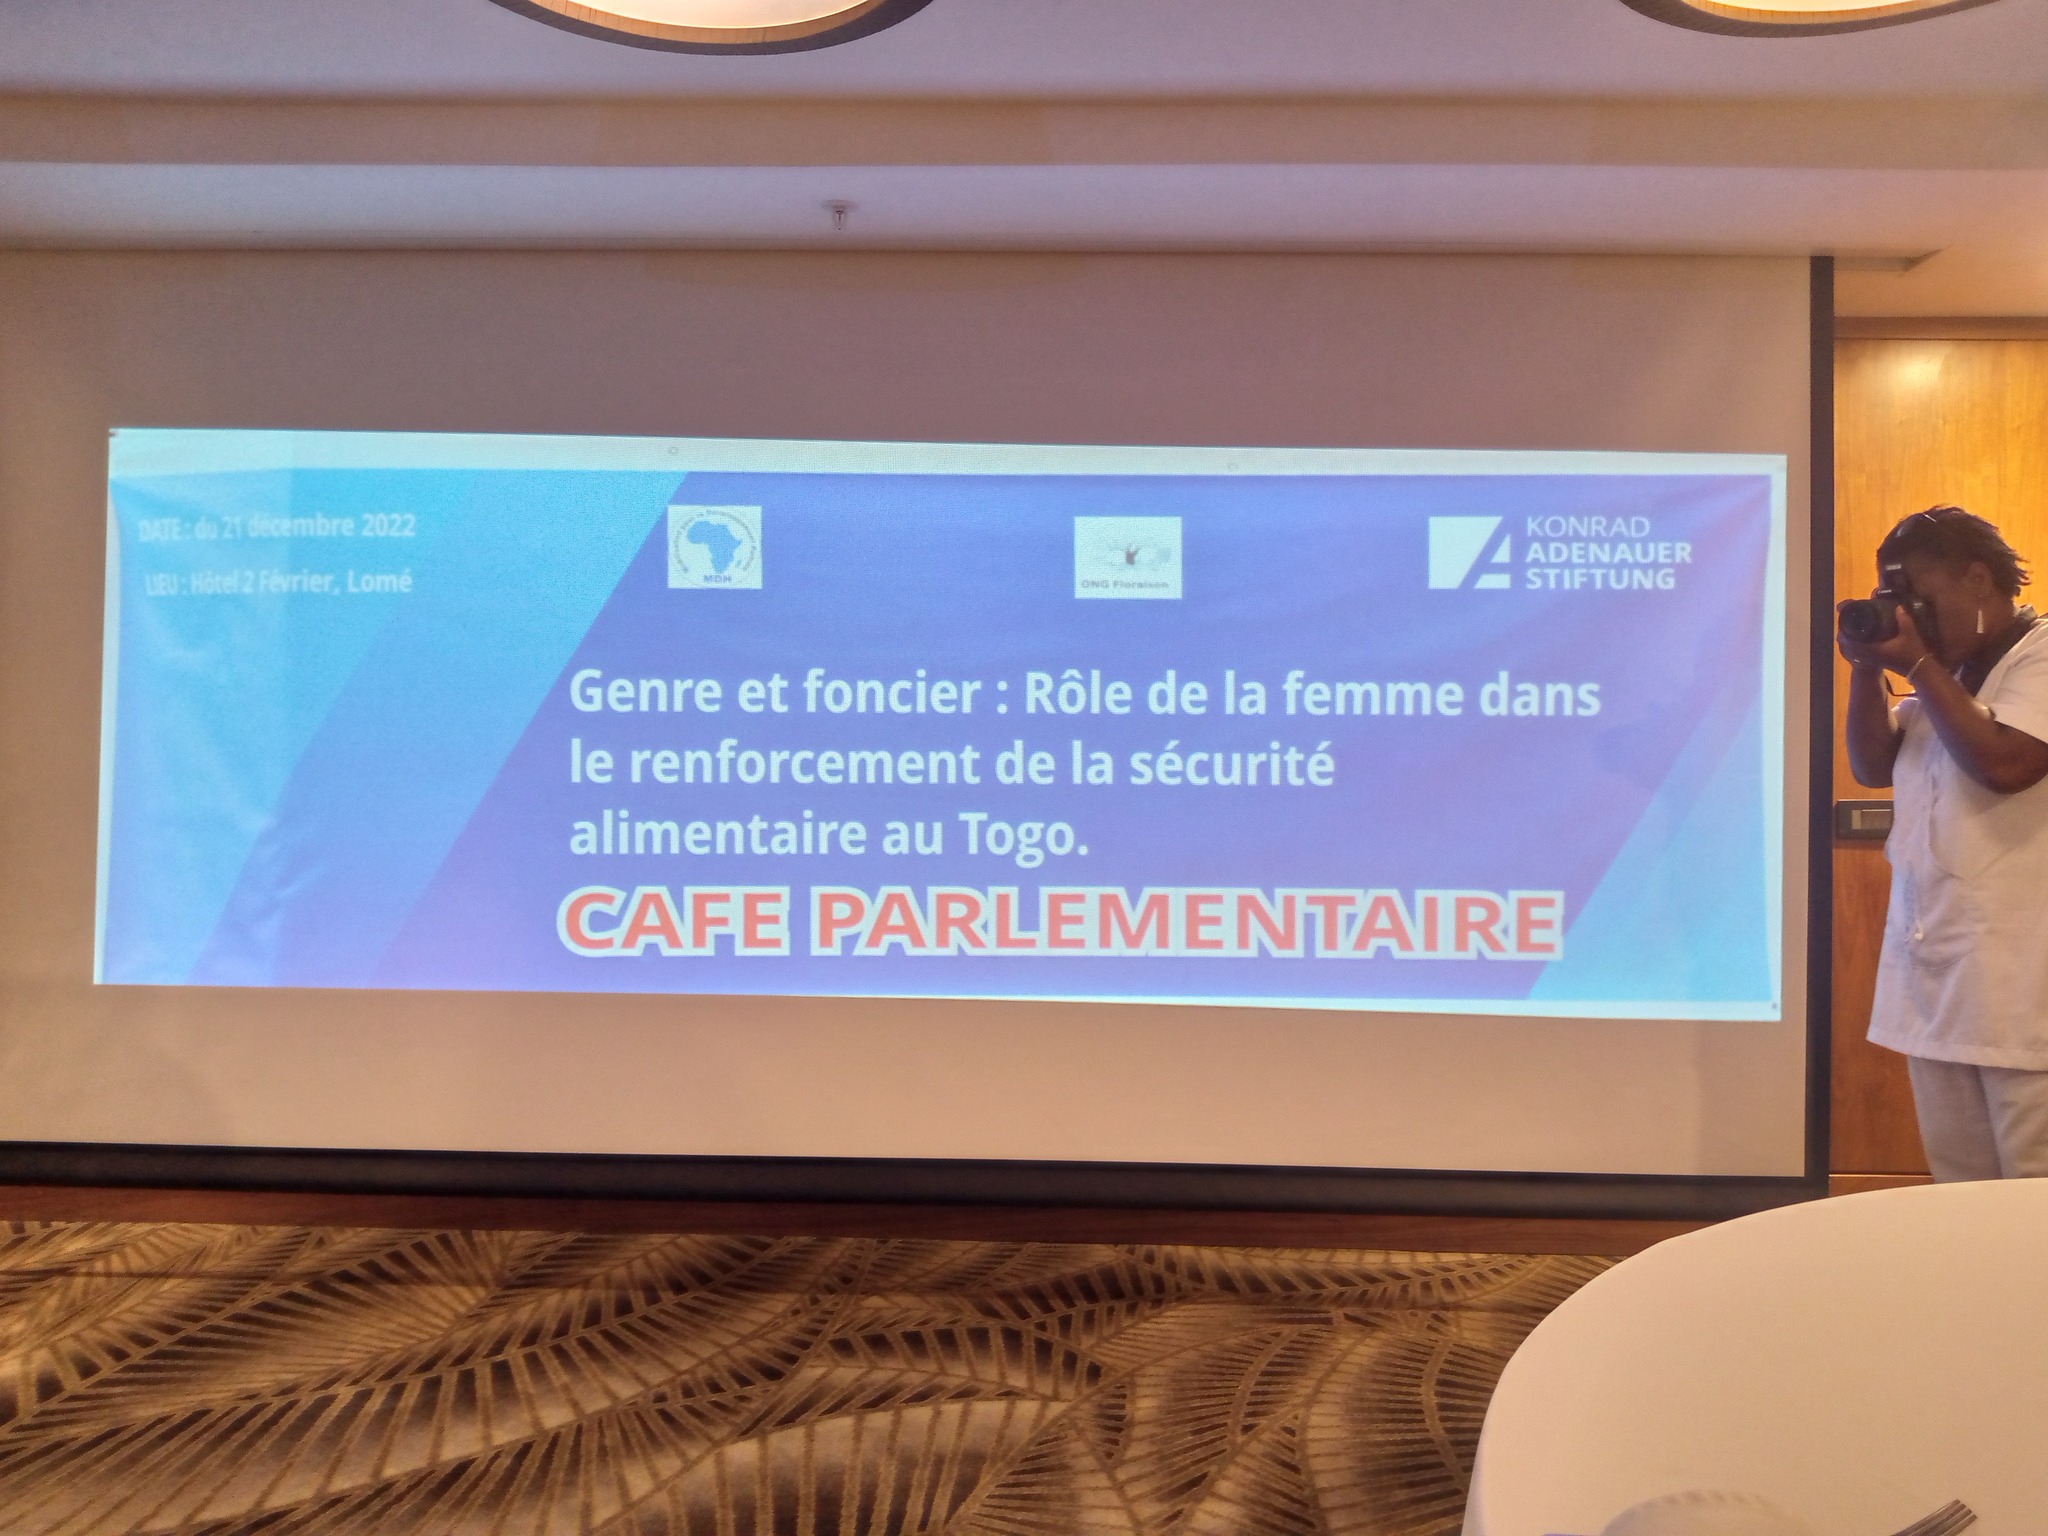 DATE : du 21 décembre 2022
LIEU : Hôtel 2 Février, Lomé
MDH
ONG Floraison
KONRAD
ADENAUER
STIFTUNG
Genre et foncier : Rôle de la femme dans
le renforcement de la sécurité
alimentaire au Togo.
CAFE PARLEMENTAIRE